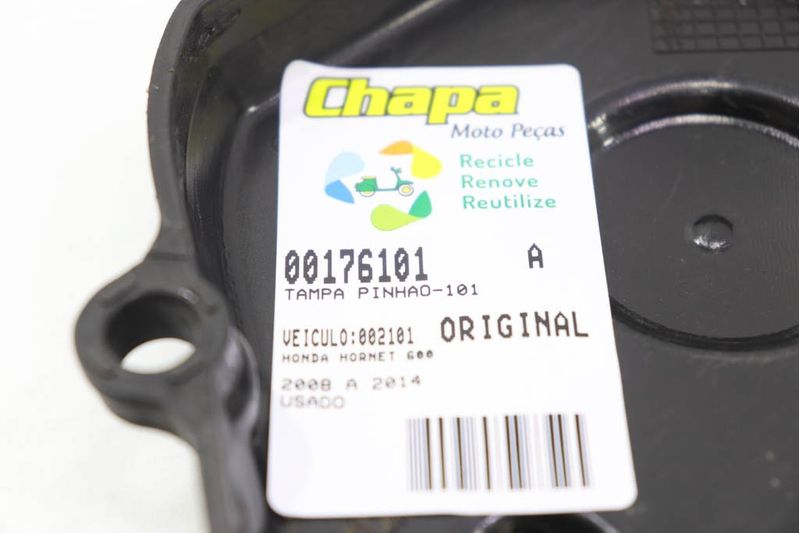 Chapa
Moto Peças
Recicle
Renove
Reutilize
00176101 A
TAMPA PINHAO-101
VEICULO:002101 ORIGINAL
HONDA HORNET 600
2008 A 2014
USADO